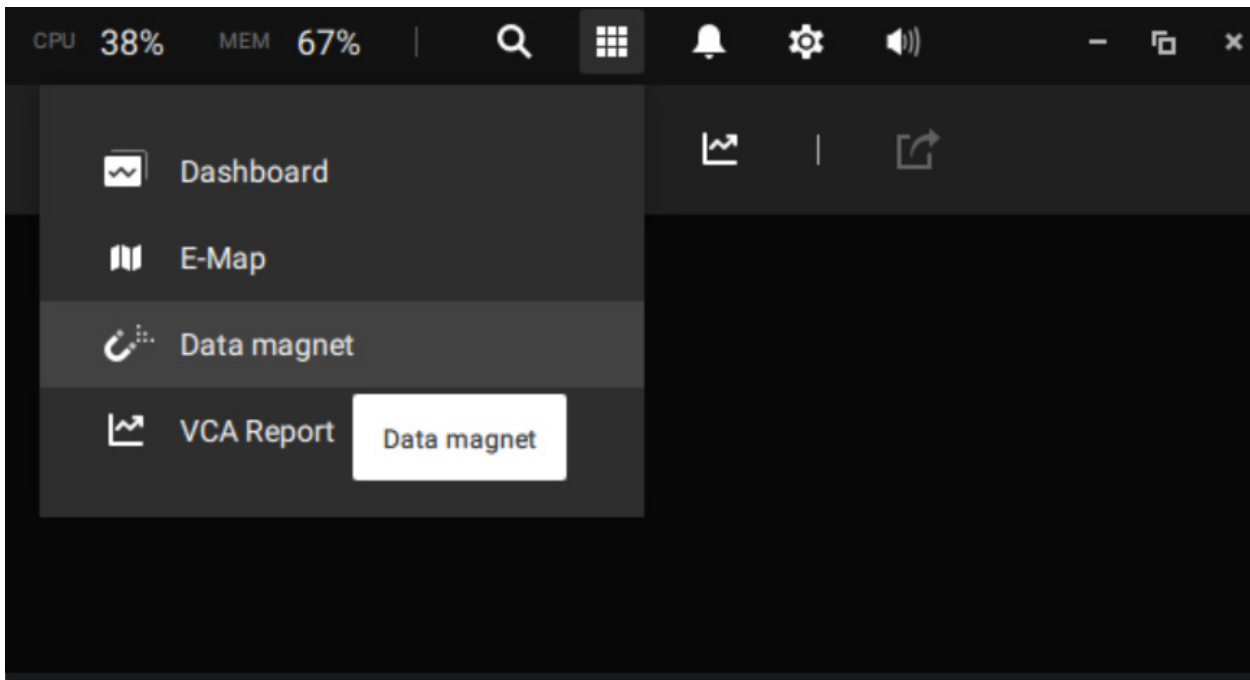 CPU 38% MEM 67%
Dashboard
E-Map
Data magnet
VCA Report
Data magnet